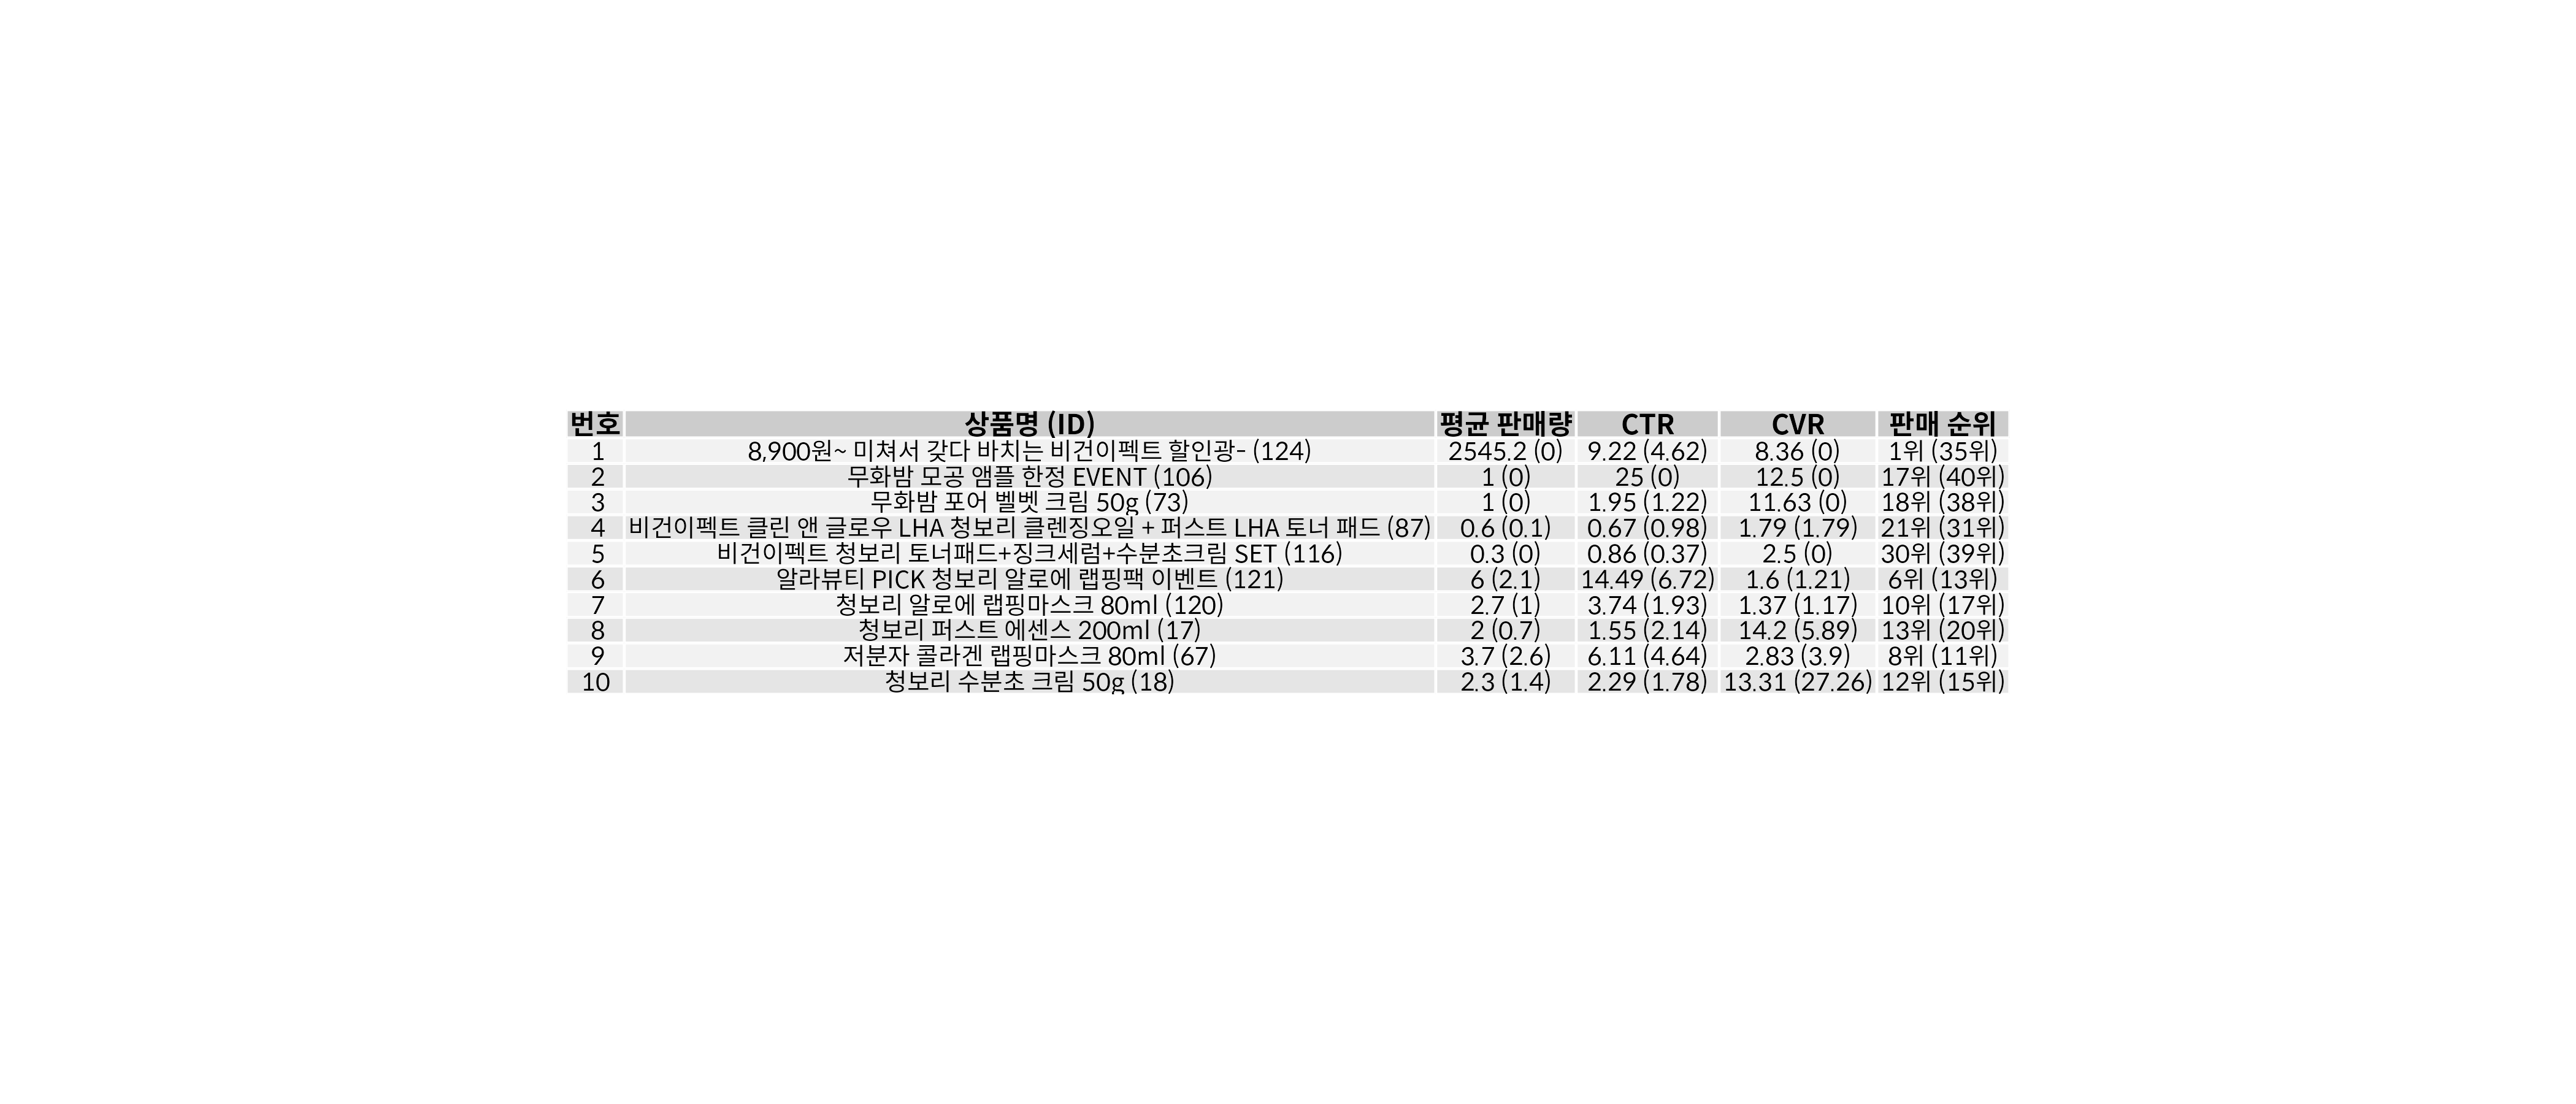 번호 상품명 (ID) 평균 판매량 CTR CVR 판매 순위
1 8,900원~ 미쳐서 갖다 바치는 비건이펙트 할인광- (124) 2545.2 (0) 9.22 (4.62) 8.36 (0) 1위 (35위)
2 무화밤 모공 앰플 한정 EVENT (106) 1 (0) 25 (0) 12.5 (0) 17위 (40위)
3 무화밤 포어 벨벳 크림 50g (73) 1 (0) 1.95 (1.22) 11.63 (0) 18위 (38위)
4 비건이펙트 클린 앤 글로우 LHA 청보리 클렌징오일 + 퍼스트 LHA 토너 패드 (87) 0.6 (0.1) 0.67 (0.98) 1.79 (1.79) 21위 (31위)
5 비건이펙트 청보리 토너패드+징크세럼+수분초크림 SET (116) 0.3 (0) 0.86 (0.37) 2.5 (0) 30위 (39위)
6 알라뷰티 PICK 청보리 알로에 랩핑팩 이벤트 (121) 6 (2.1) 14.49 (6.72) 1.6 (1.21) 6위 (13위)
7 청보리 알로에 랩핑마스크 80ml (120) 2.7 (1) 3.74 (1.93) 1.37 (1.17) 10위 (17위)
8 청보리 퍼스트 에센스 200ml (17) 2 (0.7) 1.55 (2.14) 14.2 (5.89) 13위 (20위)
9 저분자 콜라겐 랩핑마스크 80ml (67) 3.7 (2.6) 6.11 (4.64) 2.83 (3.9) 8위 (11위)
10 청보리 수분초 크림 50g (18) 2.3 (1.4) 2.29 (1.78) 13.31 (27.26) 12위 (15위)